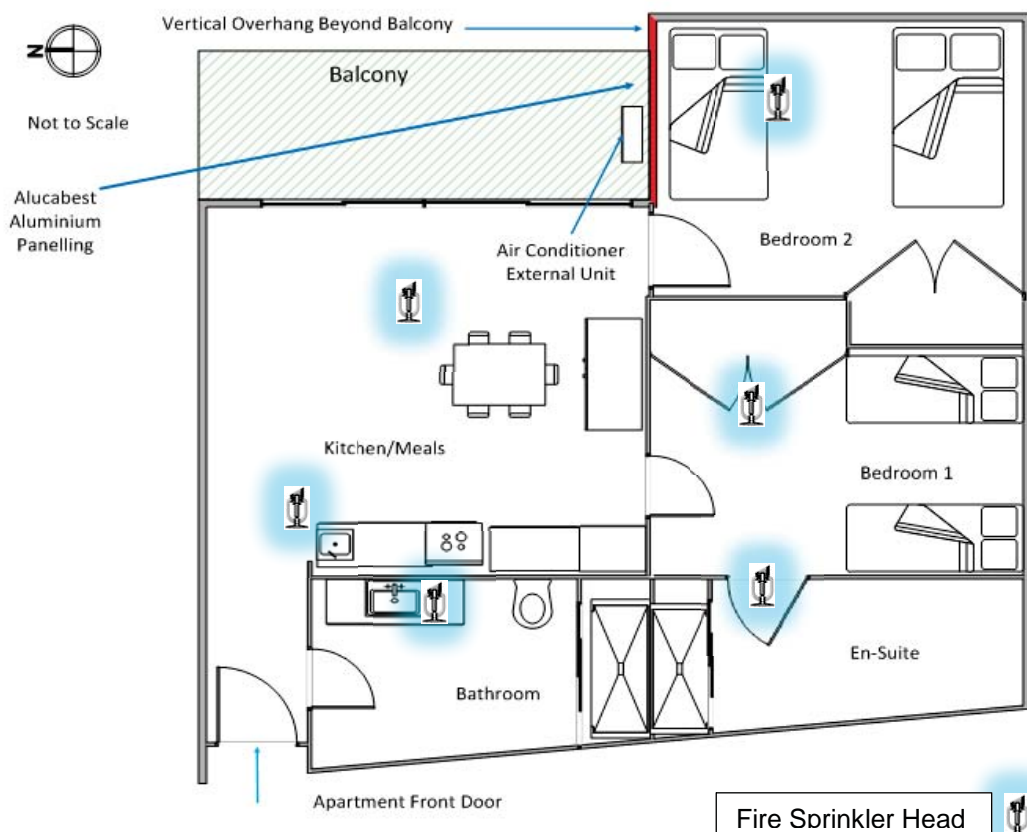 Vertical Overhang Beyond Balcony
N
Balcony
Not to Scale
Alucabest
Aluminium
Panelling
Air Conditioner
External Unit
Bedroom 2
Kitchen/Meals
Bedroom 1
En-Suite
Bathroom
Apartment Front Door
Fire Sprinkler Head